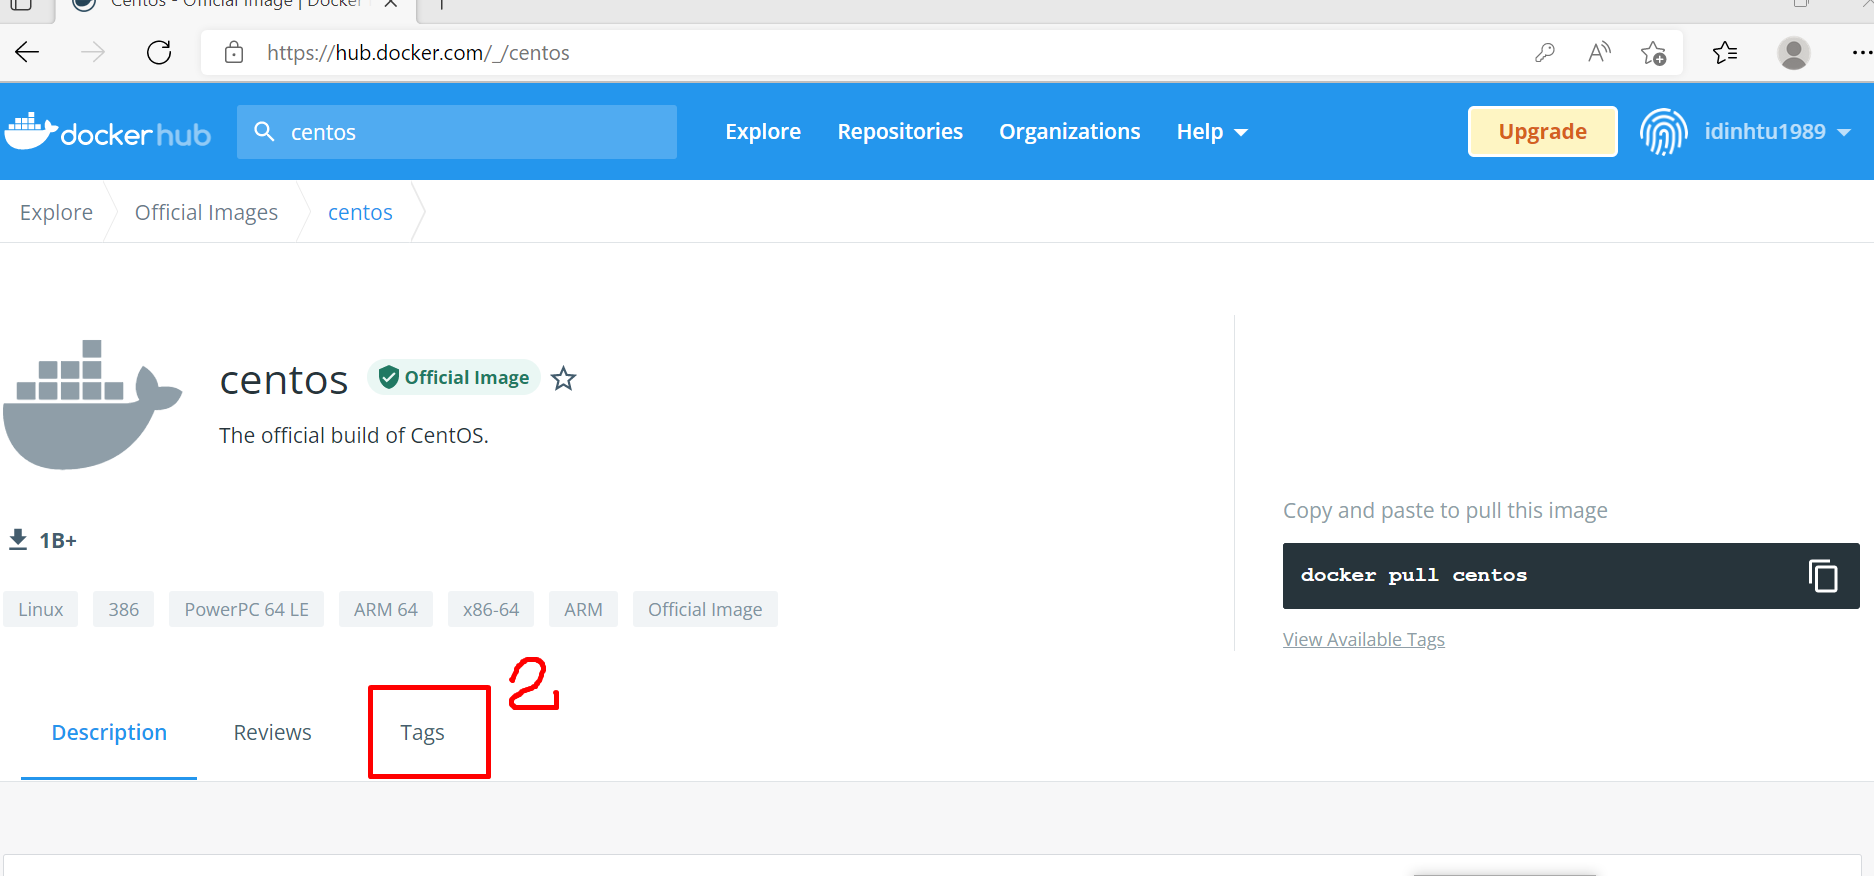 Centos - Official Image | Docker
https://hub.docker.com/_/centos
docker hub
centos
Explore
Repositories
Organizations
Help
Upgrade
idinhtu1989
Explore
Official Images
centos
centos
Official Image
The official build of CentOS.
1B+
Linux
386
PowerPC 64 LE
ARM 64
x86-64
ARM
Official Image
Copy and paste to pull this image
docker pull centos
View Available Tags
2
Description
Reviews
Tags